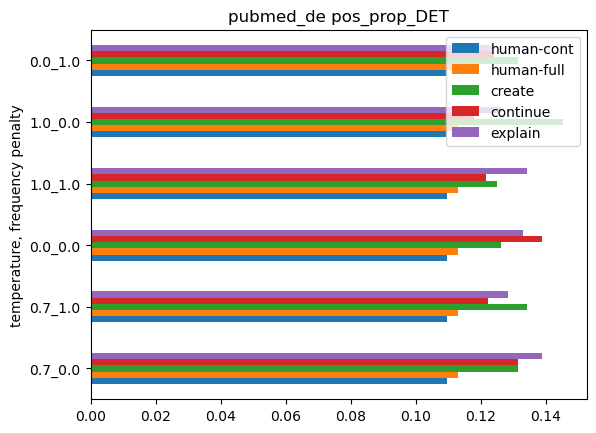 pubmed_de pos_prop_DET
human-cont
human-full
create
continue
explain
temperature, frequency penalty
0.0_1.0
1.0_0.0
1.0_1.0
0.0_0.0
0.7_1.0
0.7_0.0
0.00 0.02 0.04 0.06 0.08 0.10 0.12 0.14